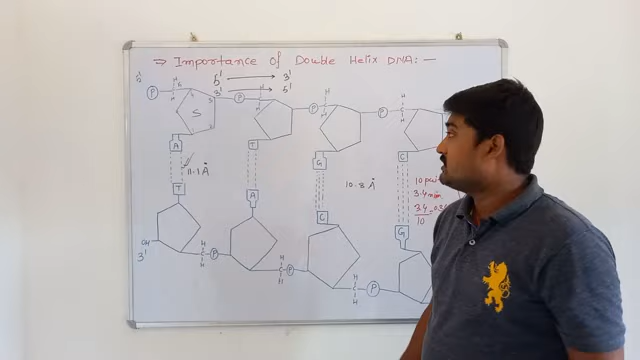 → Importance of Double Helix DNA:-
5' → 3'
3' → 5'
5'
P H C H S P H P H H P H C H
A T G C
11.1 Å
10.8 Å
10 pair
3.4 nm
3.4
10
T A C G
OH
3'
H C H P H C H P H C H P